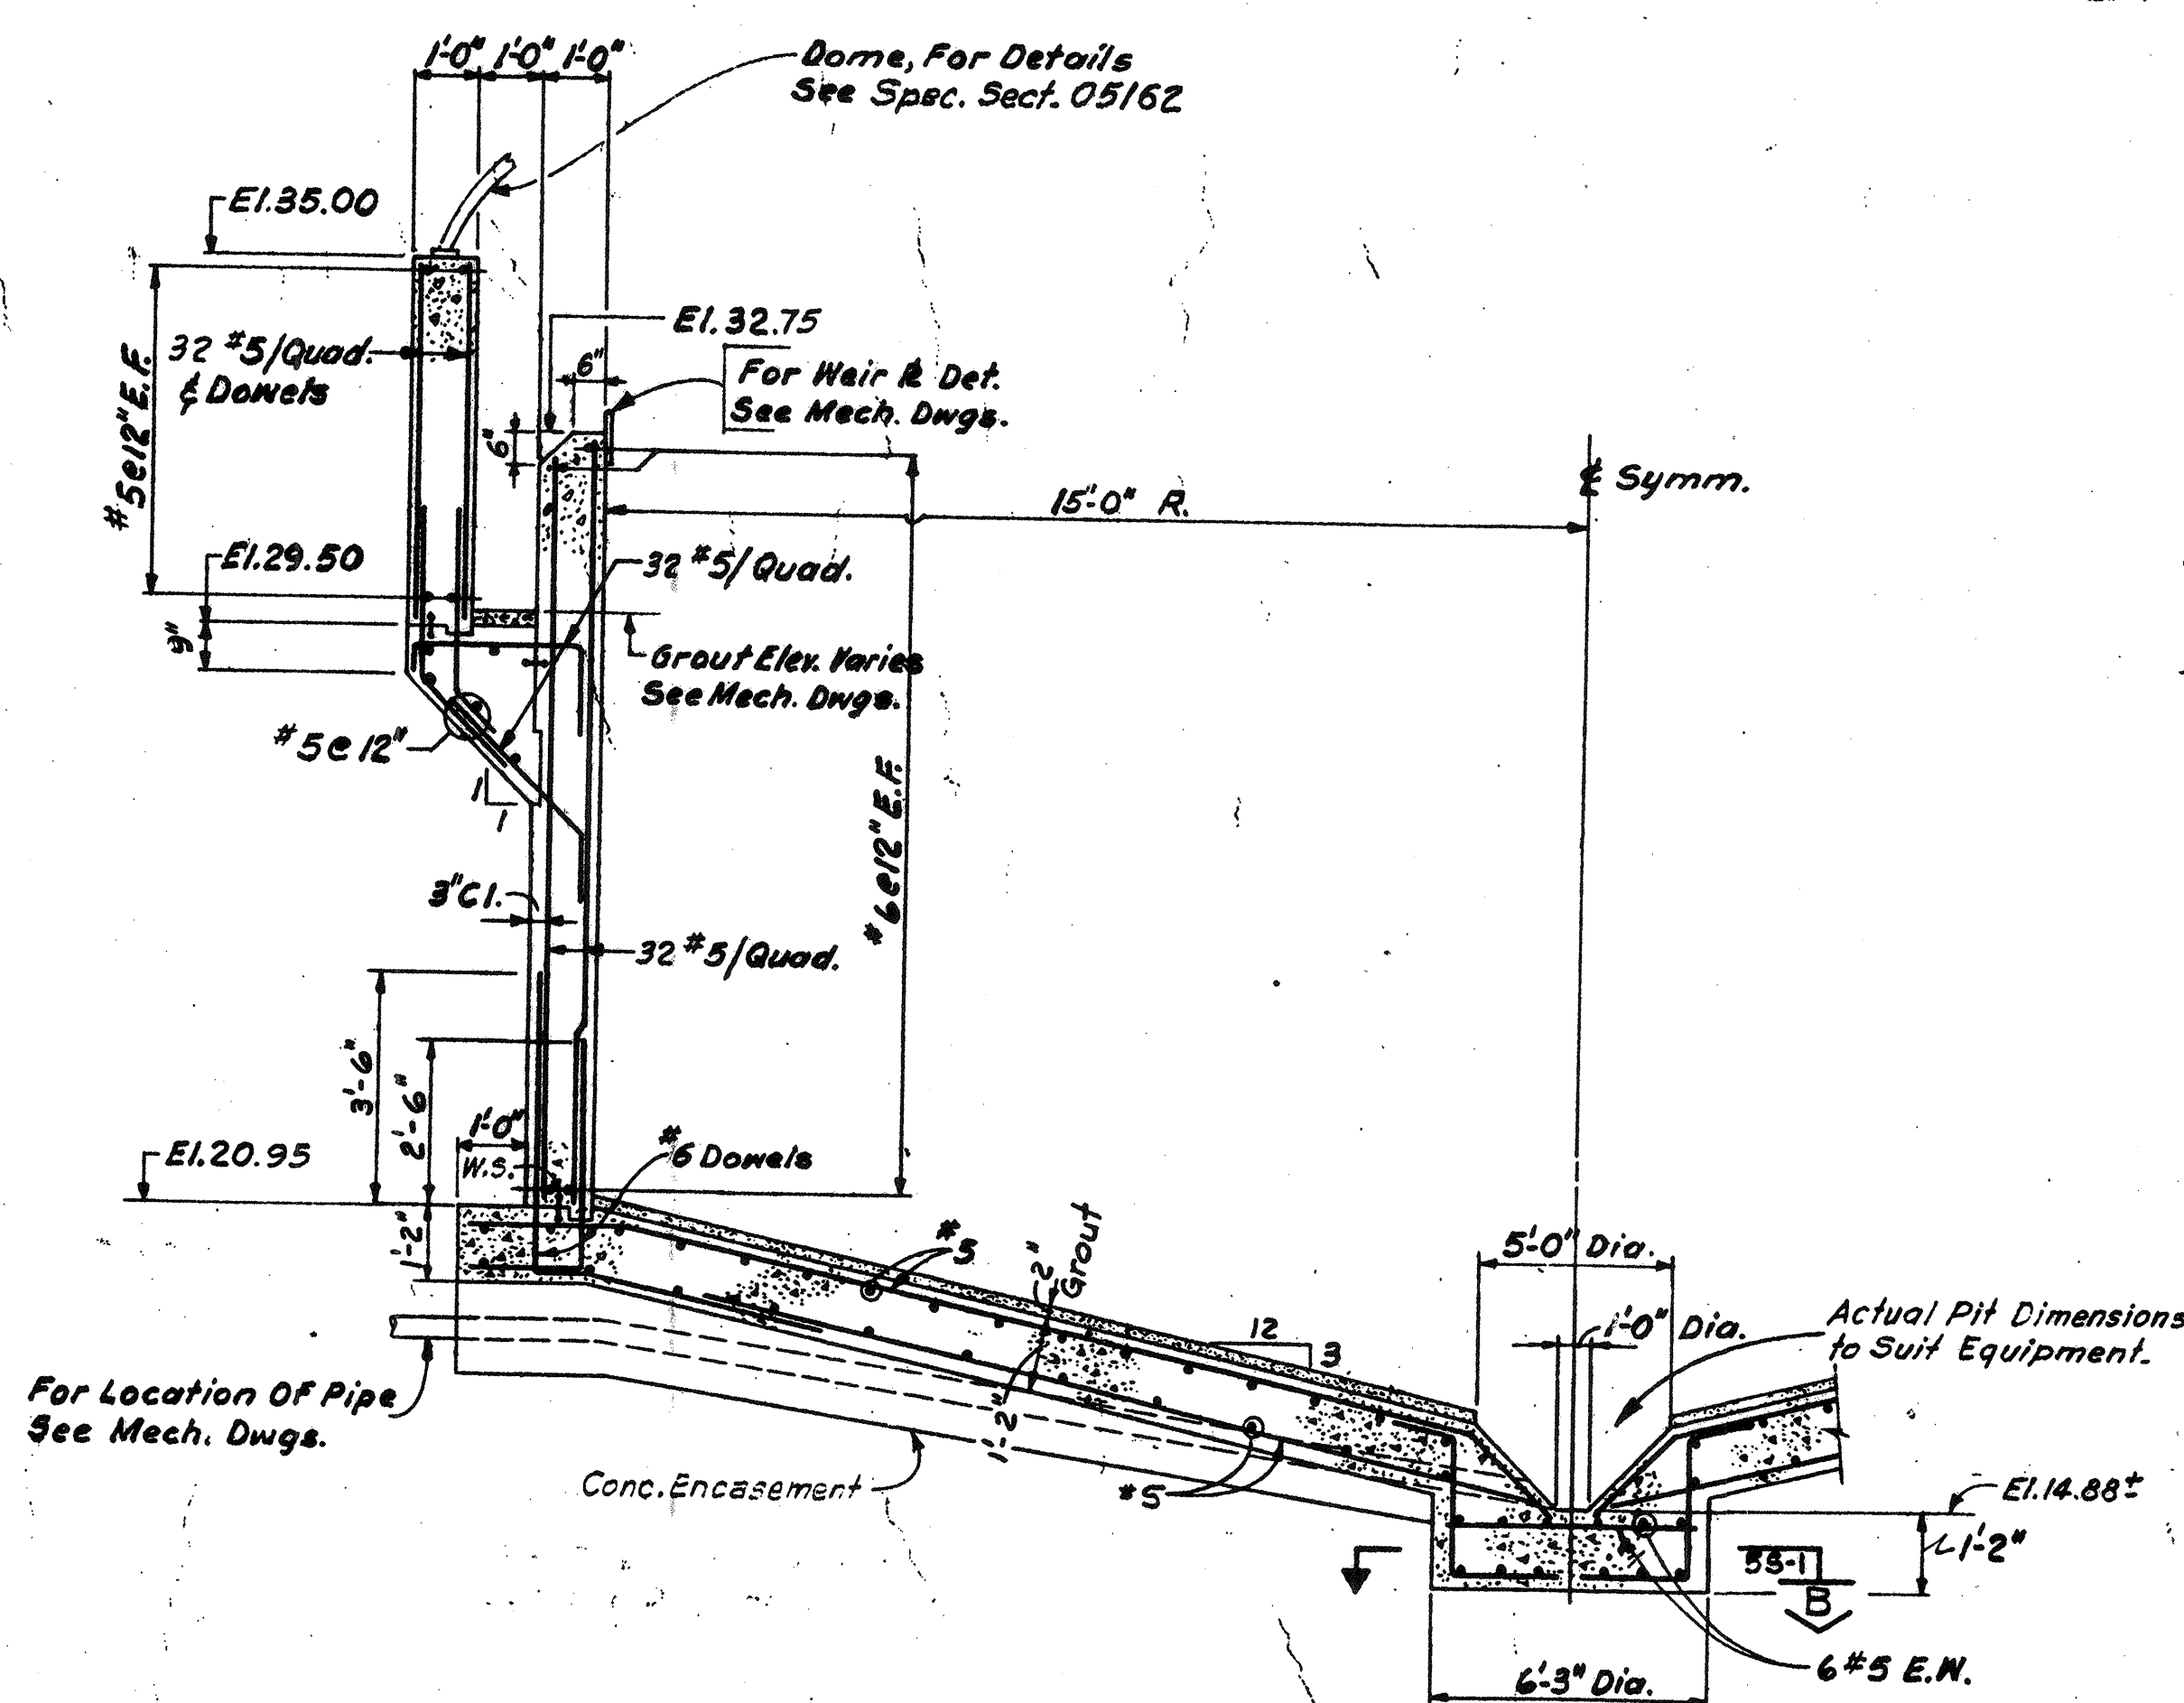 1'-0" 1'-0" 1'-0"
Dome, For Details
See Spec. Sect. 05162
El. 35.00
32 #5/Quad.
¢ Dowels
#5@12" E.F.
El. 32.75
6"
6"
For Weir ⅊ Det.
See Mech. Dwgs.
15'-0" R.
℄ Symm.
El. 29.50
9"
32 #5/Quad.
Grout Elev. Varies
See Mech. Dwgs.
#5@12"
1
1
#6@12" E.F.
3" Cl.
32 #5/Quad.
3'-6"
2'-6"
1'-0"
W.S.
#6 Dowels
El. 20.95
1'-2"
#5
2"
Grout
12
3
5'-0" Dia.
1'-0" Dia.
Actual Pit Dimensions
to Suit Equipment.
For Location Of Pipe
See Mech. Dwgs.
1'-2"
Conc. Encasement
#5
El. 14.88±
1'-2"
SS-1
B
6 #5 E.W.
6'-3" Dia.